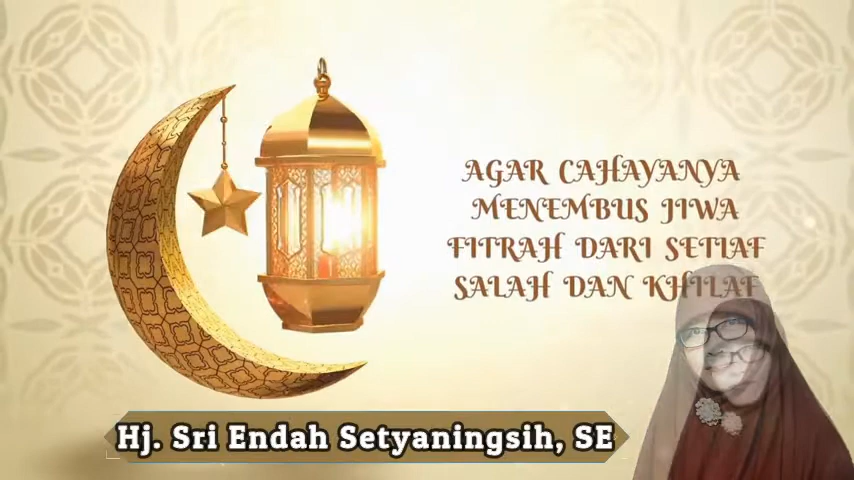 AGAR CAHAYANYA
MENEMBUS JIWA
FITRAH DARI SETIAF
SALAH DAN KHILAF
Hj. Sri Endah Setyaningsih, SE